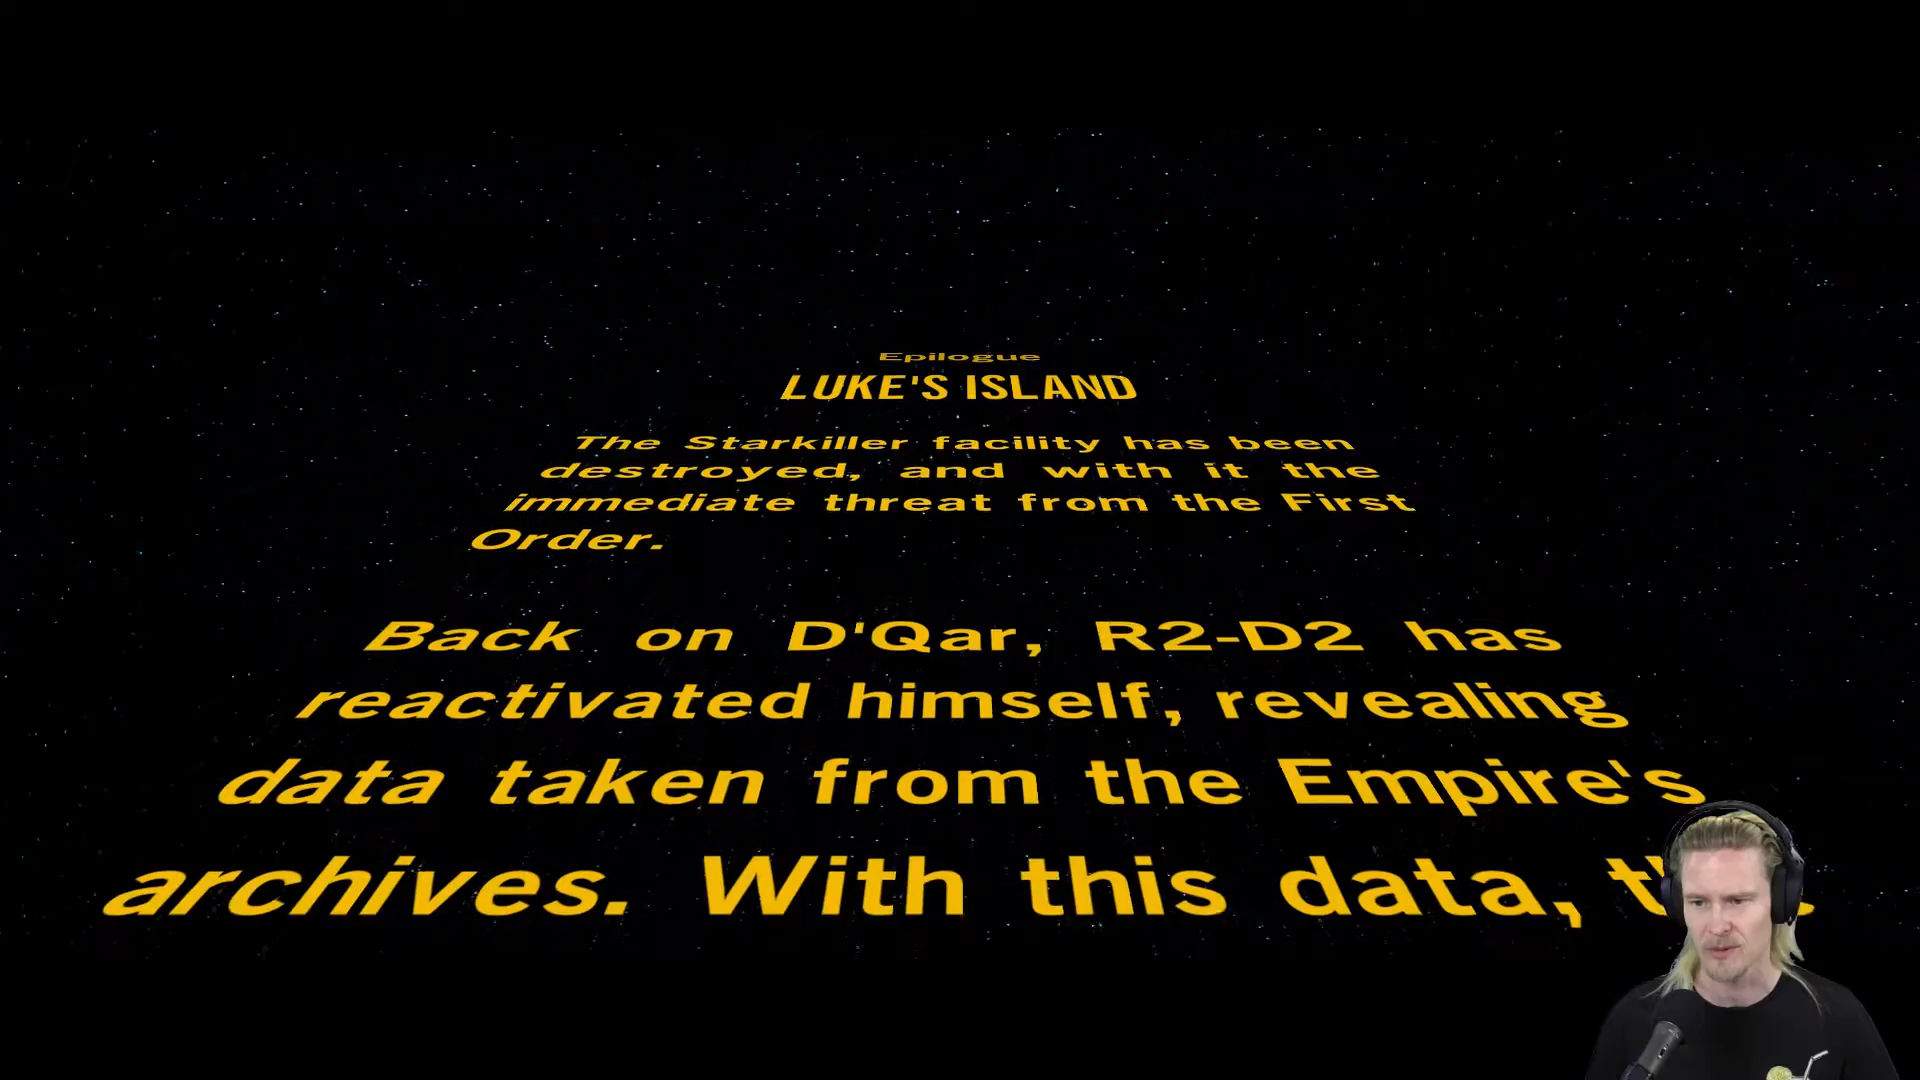 Epilogue
LUKE'S ISLAND
The Starkiller facility has been
destroyed, and with it the
immediate threat from the First
Order.
Back on D'Qar, R2-D2 has
reactivated himself, revealing
data taken from the Empire's
archives. With this data,